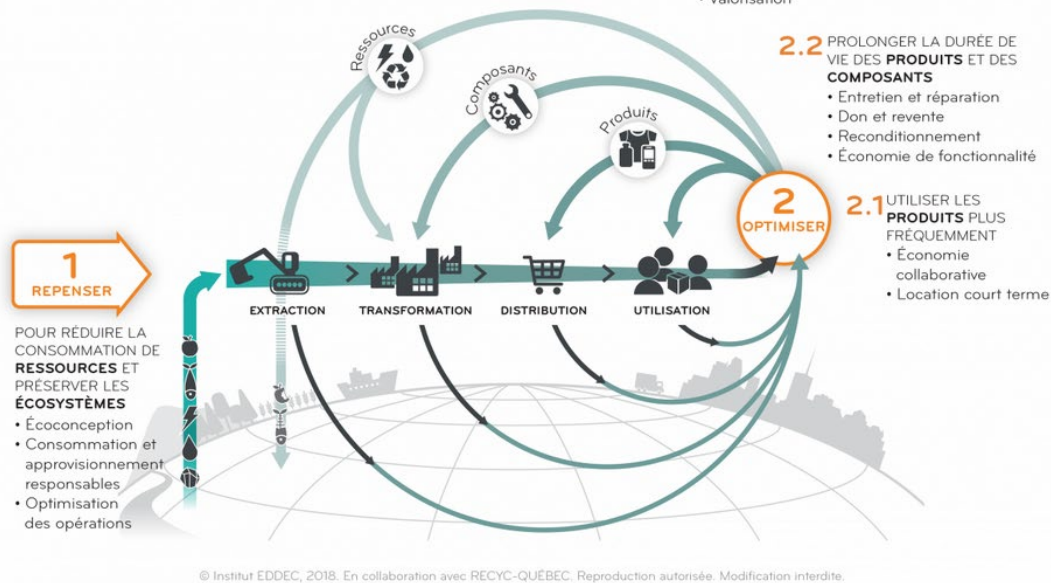 • Valorisation
Ressources
Composants
Produits
2.2 PROLONGER LA DURÉE DE
VIE DES PRODUITS ET DES
COMPOSANTS
• Entretien et réparation
• Don et revente
• Reconditionnement
• Économie de fonctionnalité
2
OPTIMISER
2.1 UTILISER LES
PRODUITS PLUS
FRÉQUEMMENT
• Économie
collaborative
• Location court terme
1
REPENSER
EXTRACTION
TRANSFORMATION
DISTRIBUTION
UTILISATION
POUR RÉDUIRE LA
CONSOMMATION DE
RESSOURCES ET
PRÉSERVER LES
ÉCOSYSTÈMES
• Écoconception
• Consommation et
approvisionnement
responsables
• Optimisation
des opérations
© Institut EDDEC, 2018. En collaboration avec RECYC-QUÉBEC. Reproduction autorisée. Modification interdite.